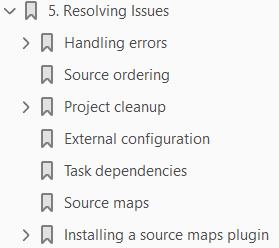 5. Resolving Issues
Handling errors
Source ordering
Project cleanup
External configuration
Task dependencies
Source maps
Installing a source maps plugin